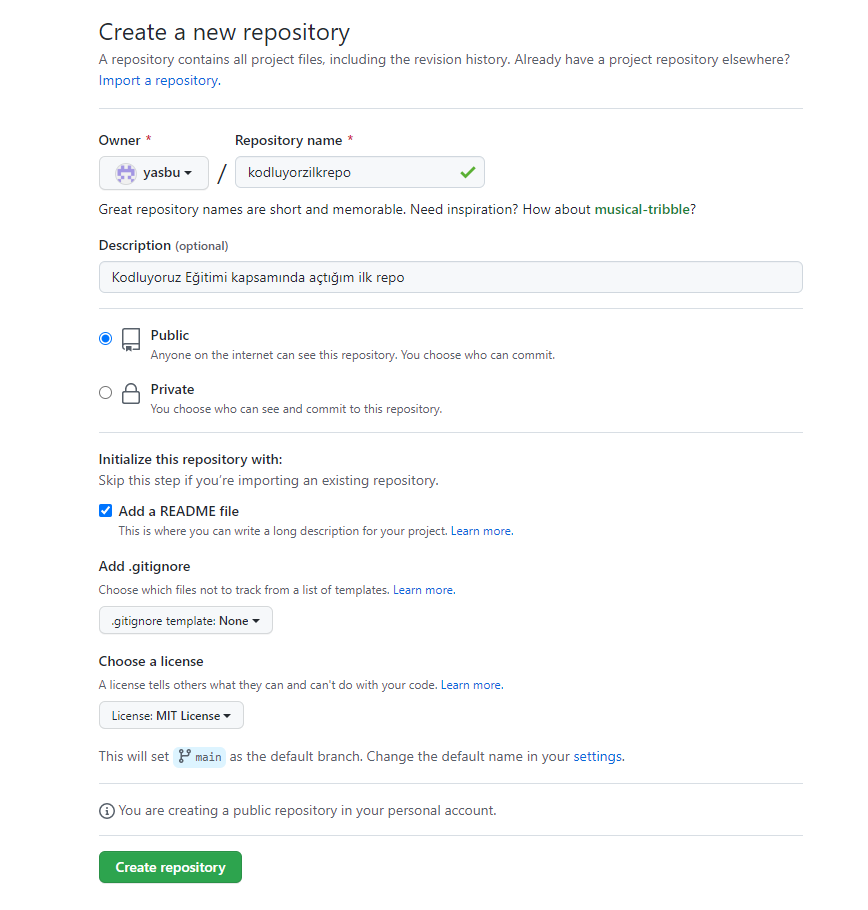 Create a new repository
A repository contains all project files, including the revision history. Already have a project repository elsewhere?
Import a repository.
Owner * Repository name *
yasbu / kodluyorzilkrepo
Great repository names are short and memorable. Need inspiration? How about musical-tribble?
Description (optional)
Kodluyoruz Eğitimi kapsamında açtığım ilk repo
Public
Anyone on the internet can see this repository. You choose who can commit.
Private
You choose who can see and commit to this repository.
Initialize this repository with:
Skip this step if you're importing an existing repository.
Add a README file
This is where you can write a long description for your project. Learn more.
Add .gitignore
Choose which files not to track from a list of templates. Learn more.
.gitignore template: None
Choose a license
A license tells others what they can and can't do with your code. Learn more.
License: MIT License
This will set main as the default branch. Change the default name in your settings.
You are creating a public repository in your personal account.
Create repository